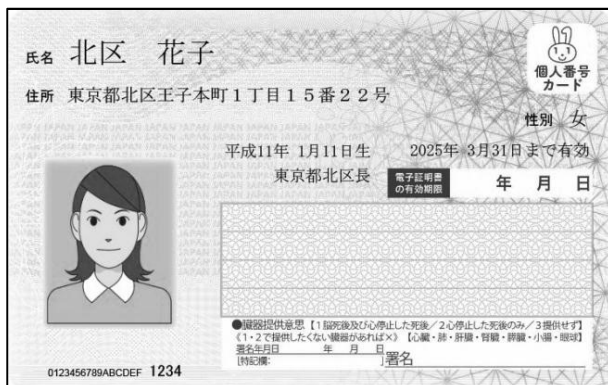 氏名 北区 花子
個人番号
カード
住所 東京都北区王子本町1丁目15番22号
性別 女
平成11年 1月11日生 2025年 3月31日まで有効
東京都北区長
電子証明書
の有効期限
年 月 日
●臓器提供意思【1脳死後及び心停止した死後/2心停止した死後のみ/3提供せず】
《1・2で提供したくない臓器があれば×》【心臓・肺・肝臓・腎臓・膵臓・小腸・眼球】
署名年月日 年 月 日
[特記欄: ]署名
0123456789ABCDEF 1234